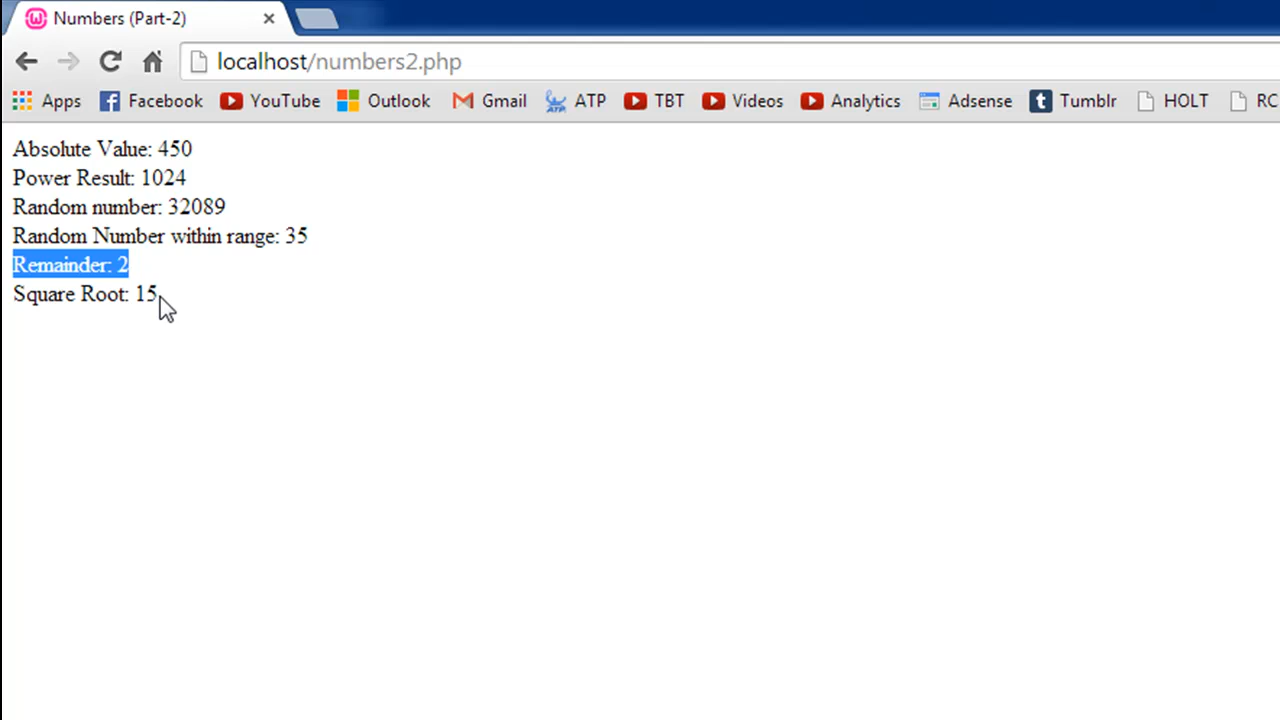 Numbers (Part-2)
localhost/numbers2.php
Apps Facebook YouTube Outlook Gmail ATP TBT Videos Analytics Adsense Tumblr HOLT RC
Absolute Value: 450
Power Result: 1024
Random number: 32089
Random Number within range: 35
Remainder: 2
Square Root: 15